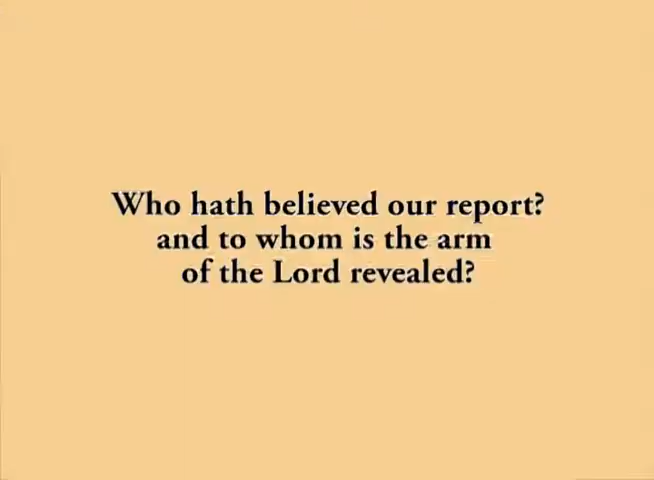 Who hath believed our report?
and to whom is the arm
of the Lord revealed?